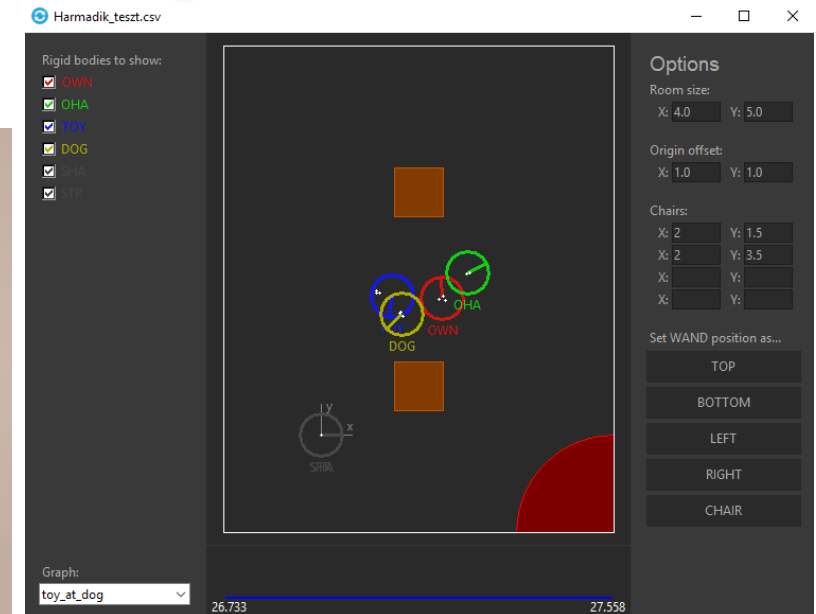 Harmadik_teszt.csv
Rigid bodies to show:
OWN
OHA
TOY
DOG
SHA
STR
Graph:
toy_at_dog
OHA
OWN
DOG
y
x
26.733
27.558
Options
Room size:
X: 4.0 Y: 5.0
Origin offset:
X: 1.0 Y: 1.0
Chairs:
X: 2 Y: 1.5
X: 2 Y: 3.5
X: Y:
X: Y:
Set WAND position as...
TOP
BOTTOM
LEFT
RIGHT
CHAIR